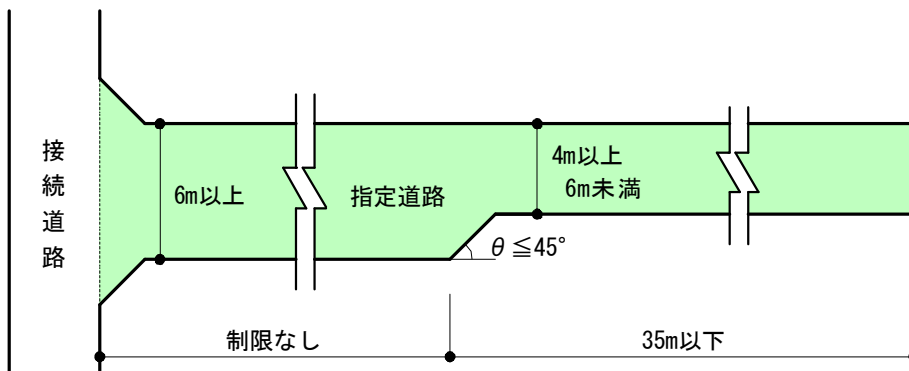 接続道路
6m以上
指定道路
4m以上
6m未満
θ≦45°
制限なし
35m以下